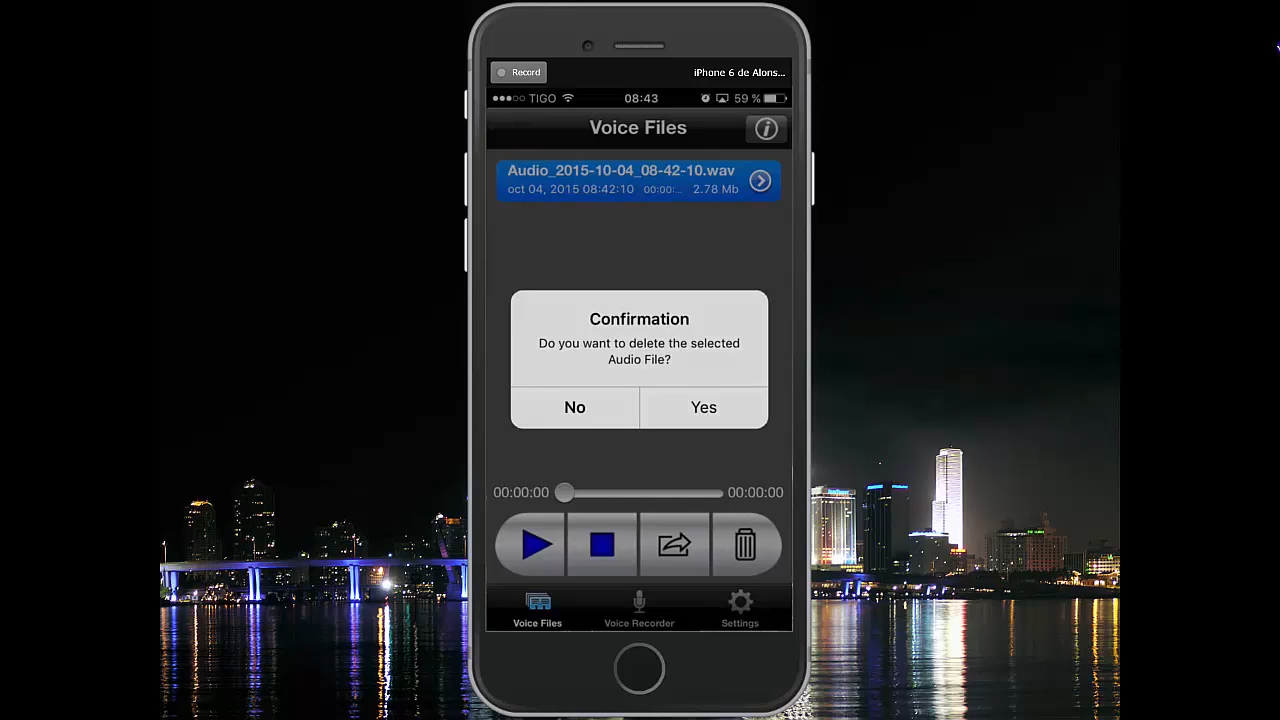 Record
iPhone 6 de Alons...
TIGO 08:43 59 %
Voice Files
Audio_2015-10-04_08-42-10.wav
oct 04, 2015 08:42:10 00:00:.. 2.78 Mb
Confirmation
Do you want to delete the selected
Audio File?
No Yes
00:00:00 00:00:00
Voice Files Voice Recorder Settings